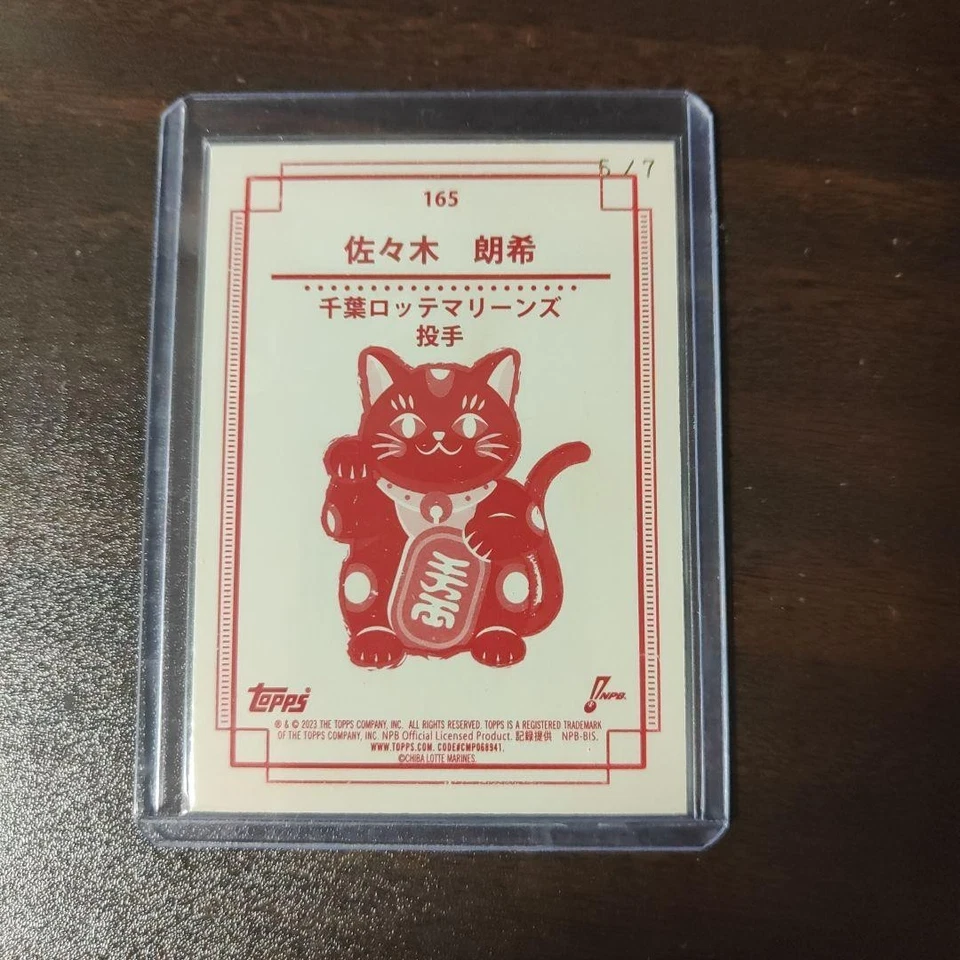 5/7
165
佐々木 朗希
千葉ロッテマリーンズ
投手
Topps®
NPB®
® & © 2023 THE TOPPS COMPANY, INC. ALL RIGHTS RESERVED. TOPPS IS A REGISTERED TRADEMARK
OF THE TOPPS COMPANY, INC. NPB Official Licensed Product. 記録提供 NPB-BIS.
WWW.TOPPS.COM. CODE#CMP068941.
©CHIBA LOTTE MARINES.